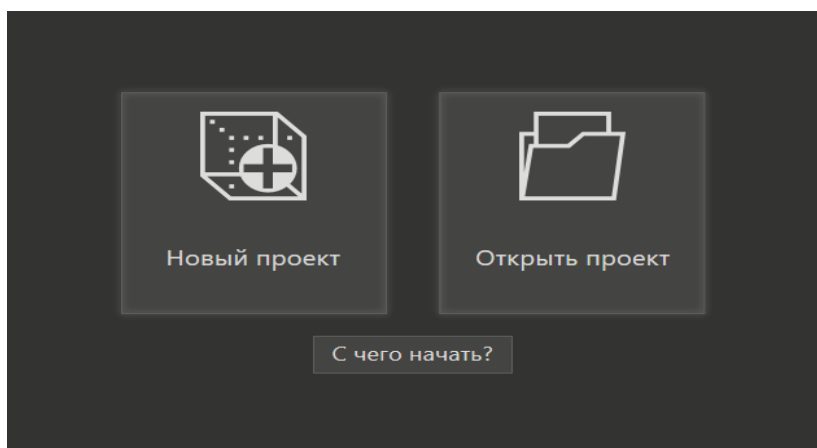 Новый проект
Открыть проект
С чего начать?